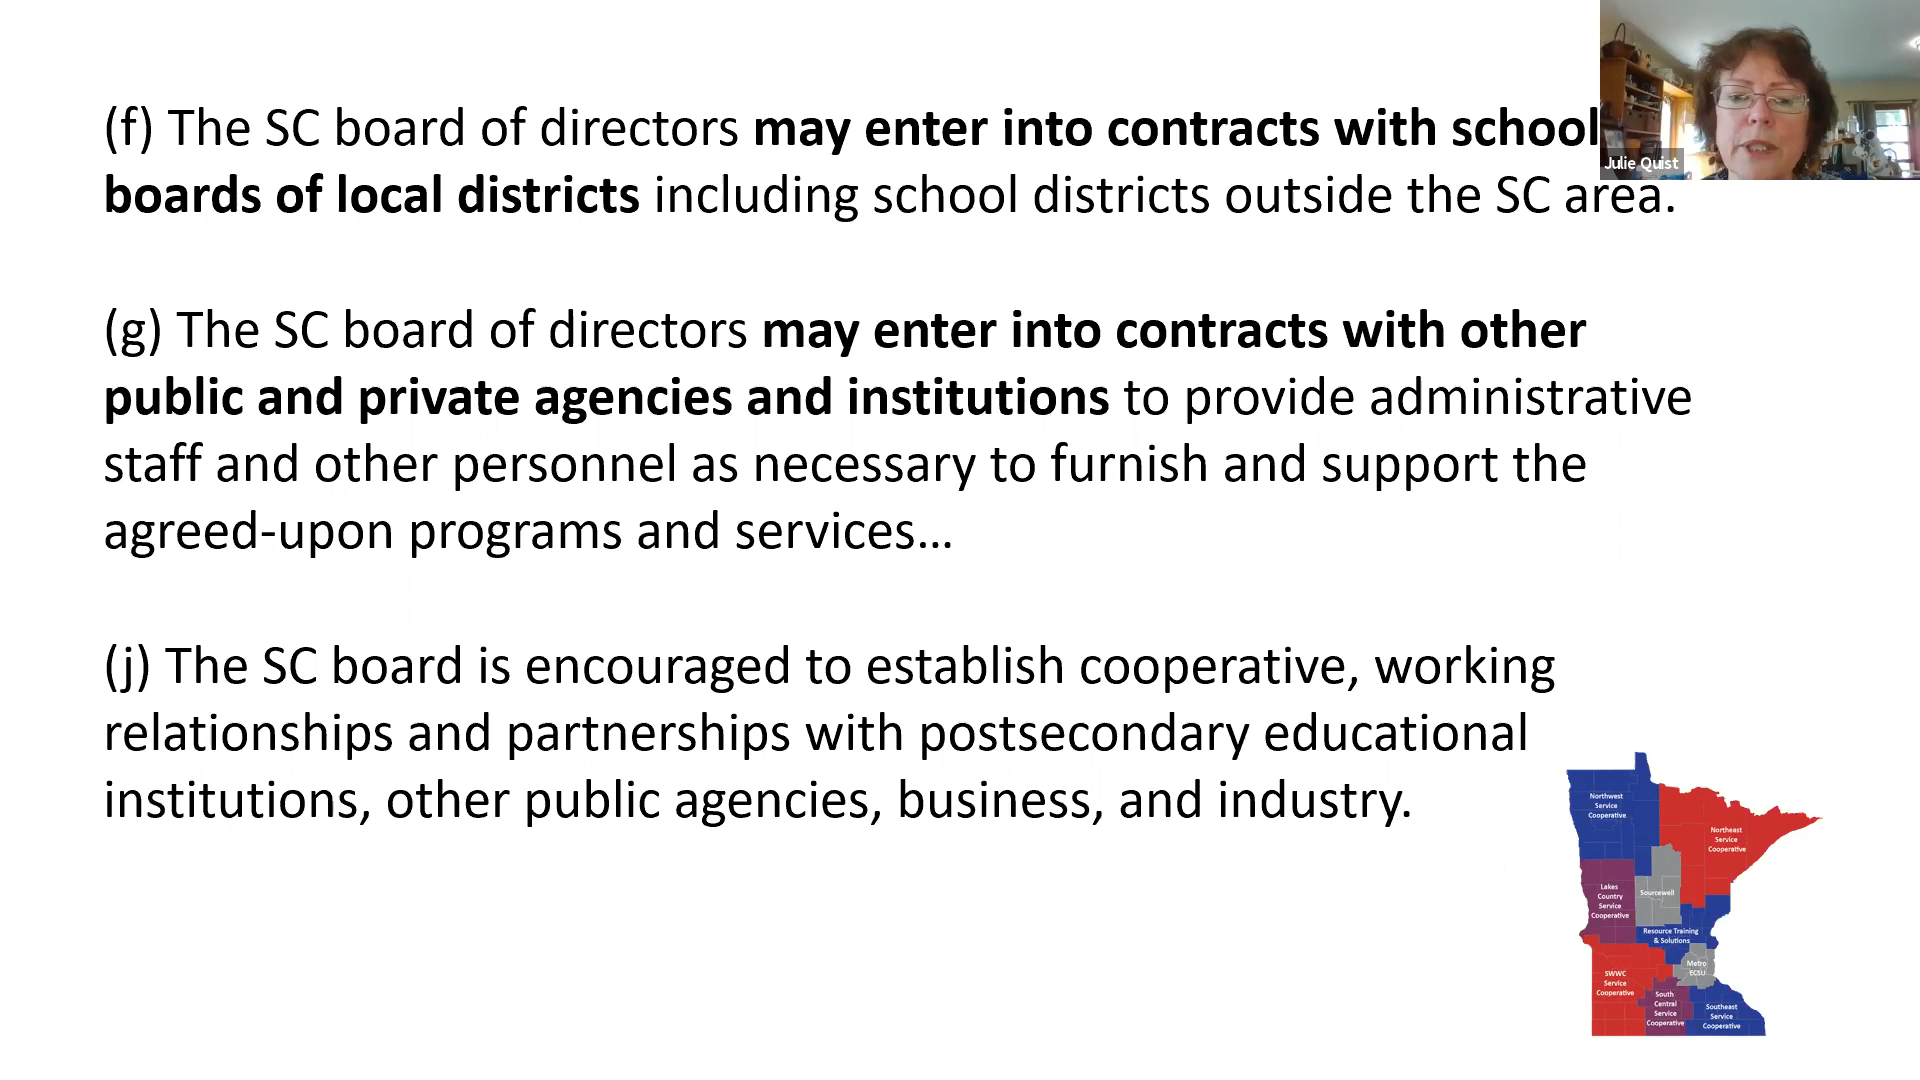 (f) The SC board of directors may enter into contracts with school
boards of local districts including school districts outside the SC area.
(g) The SC board of directors may enter into contracts with other
public and private agencies and institutions to provide administrative
staff and other personnel as necessary to furnish and support the
agreed-upon programs and services…
(j) The SC board is encouraged to establish cooperative, working
relationships and partnerships with postsecondary educational
institutions, other public agencies, business, and industry.
Julie Quist
Northwest
Service
Cooperative
Northeast
Service
Cooperative
Lakes
Country
Service
Cooperative
Sourcewell
Resource Training
& Solutions
Metro
ECSU
SWWC
Service
Cooperative
South
Central
Service
Cooperative
Southeast
Service
Cooperative